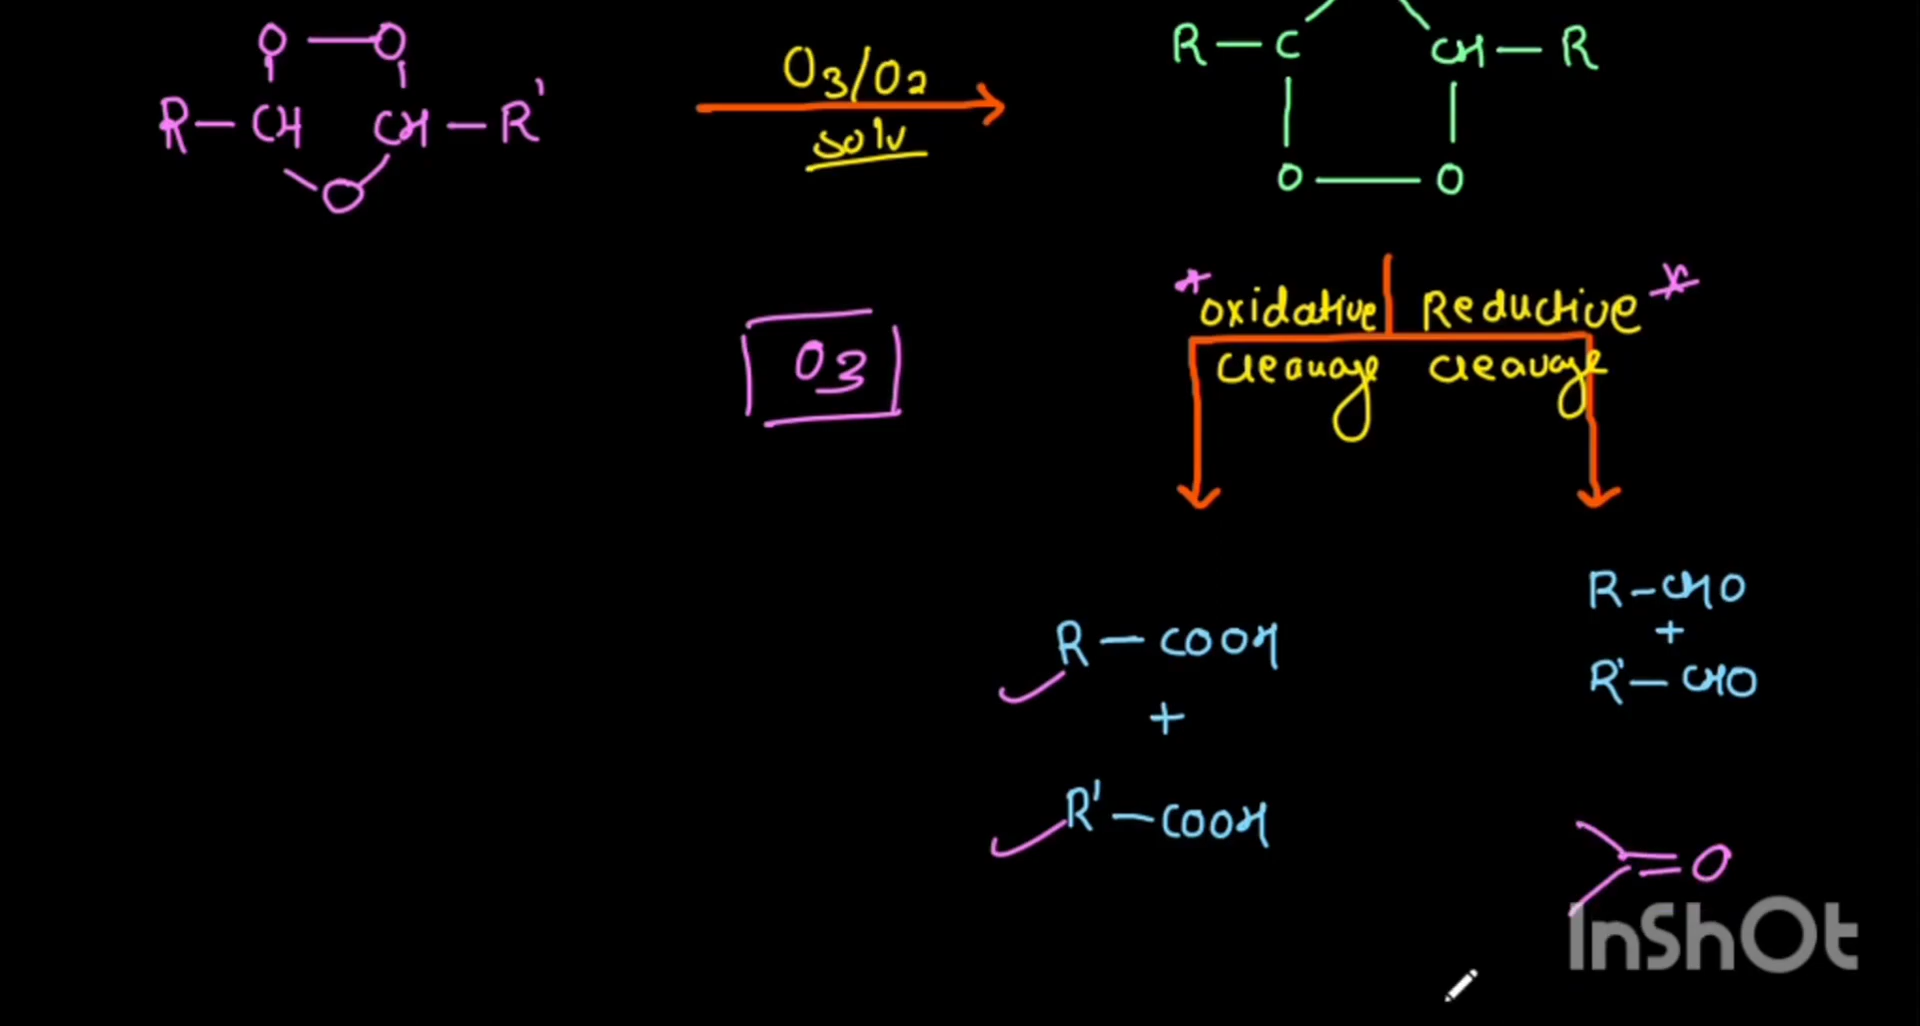 O — O
R — CH CH — R'
O
O3/O2
solv
R — C CH — R
O — O
O3
* oxidative Reductive *
cleavage cleavage
R — COOH
+
R' — COOH
R — CHO
+
R' — CHO
=O
InShOt